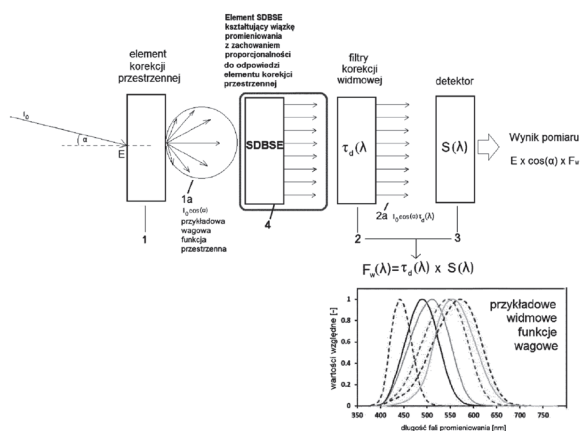 Element SDBSE
kształtujący wiązkę
promieniowania
z zachowaniem
proporcjonalności
do odpowiedzi
elementu korekcji
przestrzennej
element
korekcji
przestrzennej
filtry
korekcji
widmowej
detektor
I₀
α
E
SDBSE
τd(λ
S(λ)
Wynik pomiaru
E x cos(α) x Fw
1a
I₀cos(α)
przykładowa
wagowa
funkcja
przestrzenna
2a I₀cos(α)τd(λ)
1
4
2
3
Fw(λ)=τd(λ) x S(λ)
przykładowe
widmowe
funkcje
wagowe
wartości względne [-]
1
0.8
0.6
0.4
0.2
0
350 400 450 500 550 600 650 700 750
długość fali promieniowania [nm]